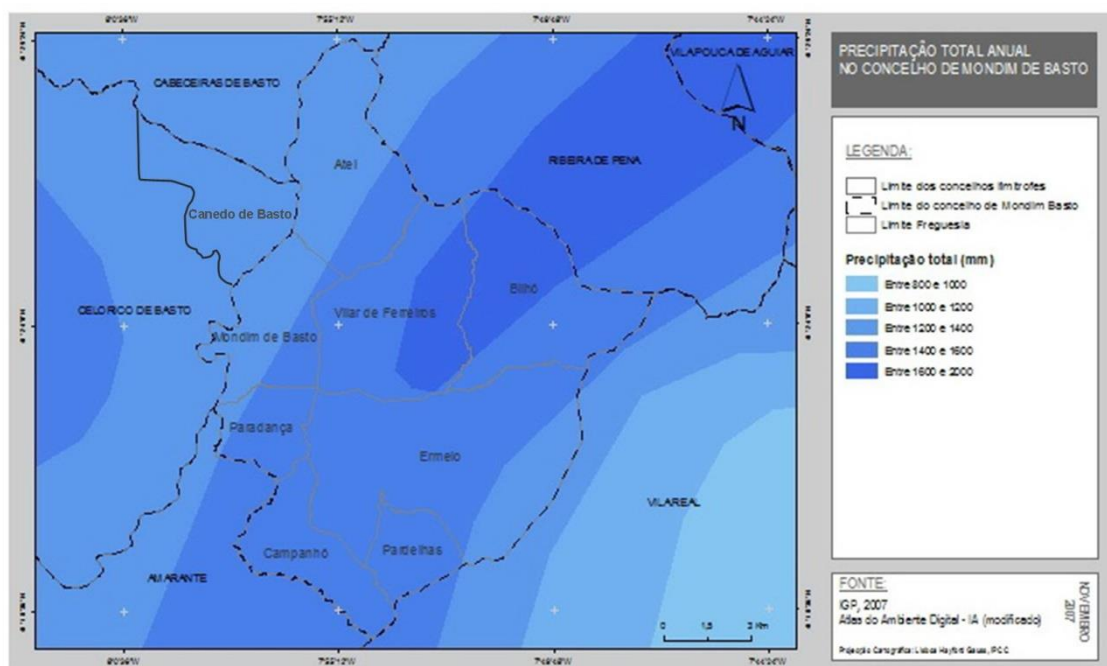 PRECIPITAÇÃO TOTAL ANUAL
NO CONCELHO DE MONDIM DE BASTO
LEGENDA:
Limite dos concelhos limítrofes
Limite do concelho de Mondim Basto
Limite Freguesia
Precipitação total (mm)
Entre 800 e 1000
Entre 1000 e 1200
Entre 1200 e 1400
Entre 1400 e 1600
Entre 1600 e 2000
FONTE:
IGP, 2007
Atlas do Ambiente Digital - IA (modificado)
NOVEMBRO
2007
CABECEIRAS DE BASTO
VILA POUCA DE AGUIAR
N
RIBEIRA DE PENA
Atei
Canedo de Basto
CELORICO DE BASTO
Mondim de Basto
Vilar de Ferreiros
Bilhó
Paradança
Ermelo
VILA REAL
Campanhó
Pardelhas
AMARANTE
0 1,5 3 Km